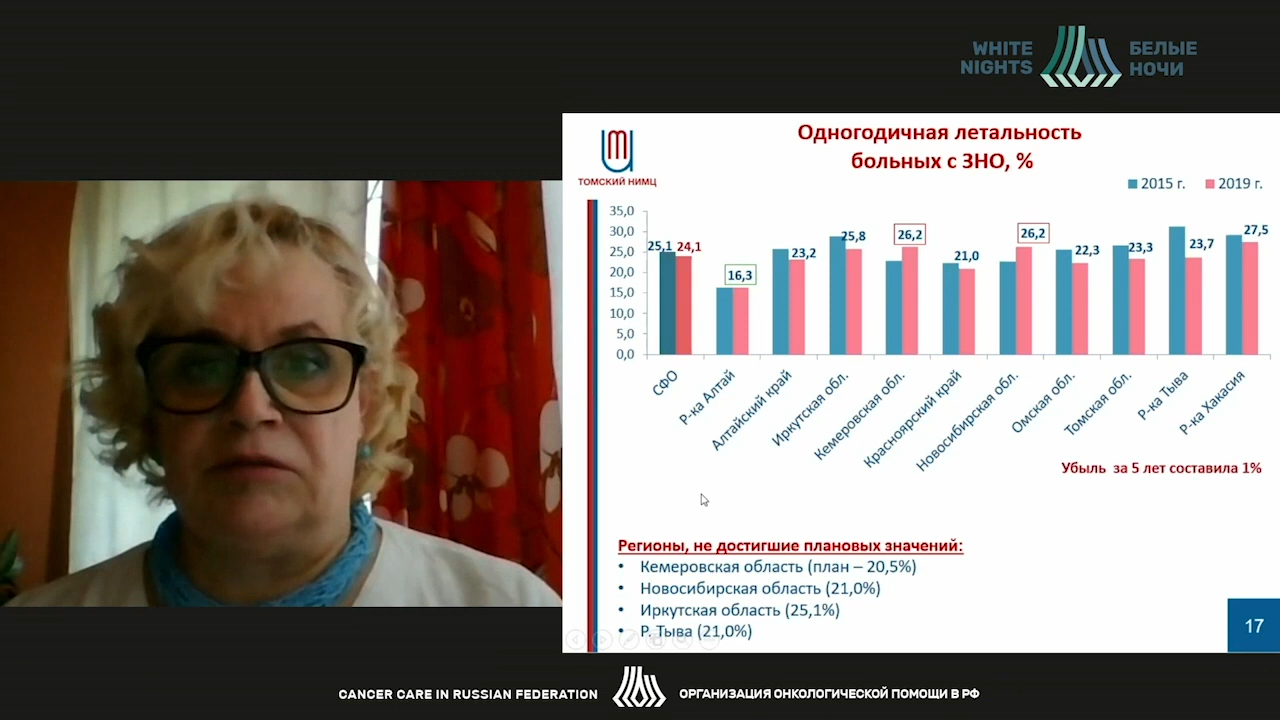 WHITE
NIGHTS
БЕЛЫЕ
НОЧИ
ТОМСКИЙ НИМЦ
Одногодичная летальность
больных с ЗНО, %
2015 г. 2019 г.
35,0
30,0
25,0
20,0
15,0
10,0
5,0
0,0
25,1 24,1 16,3 23,2 25,8 26,2 21,0 26,2 22,3 23,3 23,7 27,5
СФО
Р-ка Алтай
Алтайский край
Иркутская обл.
Кемеровская обл.
Красноярский край
Новосибирская обл.
Омская обл.
Томская обл.
Р-ка Тыва
Р-ка Хакасия
Убыль за 5 лет составила 1%
Регионы, не достигшие плановых значений:
• Кемеровская область (план – 20,5%)
• Новосибирская область (21,0%)
• Иркутская область (25,1%)
• Р. Тыва (21,0%)
17
CANCER CARE IN RUSSIAN FEDERATION
ОРГАНИЗАЦИЯ ОНКОЛОГИЧЕСКОЙ ПОМОЩИ В РФ